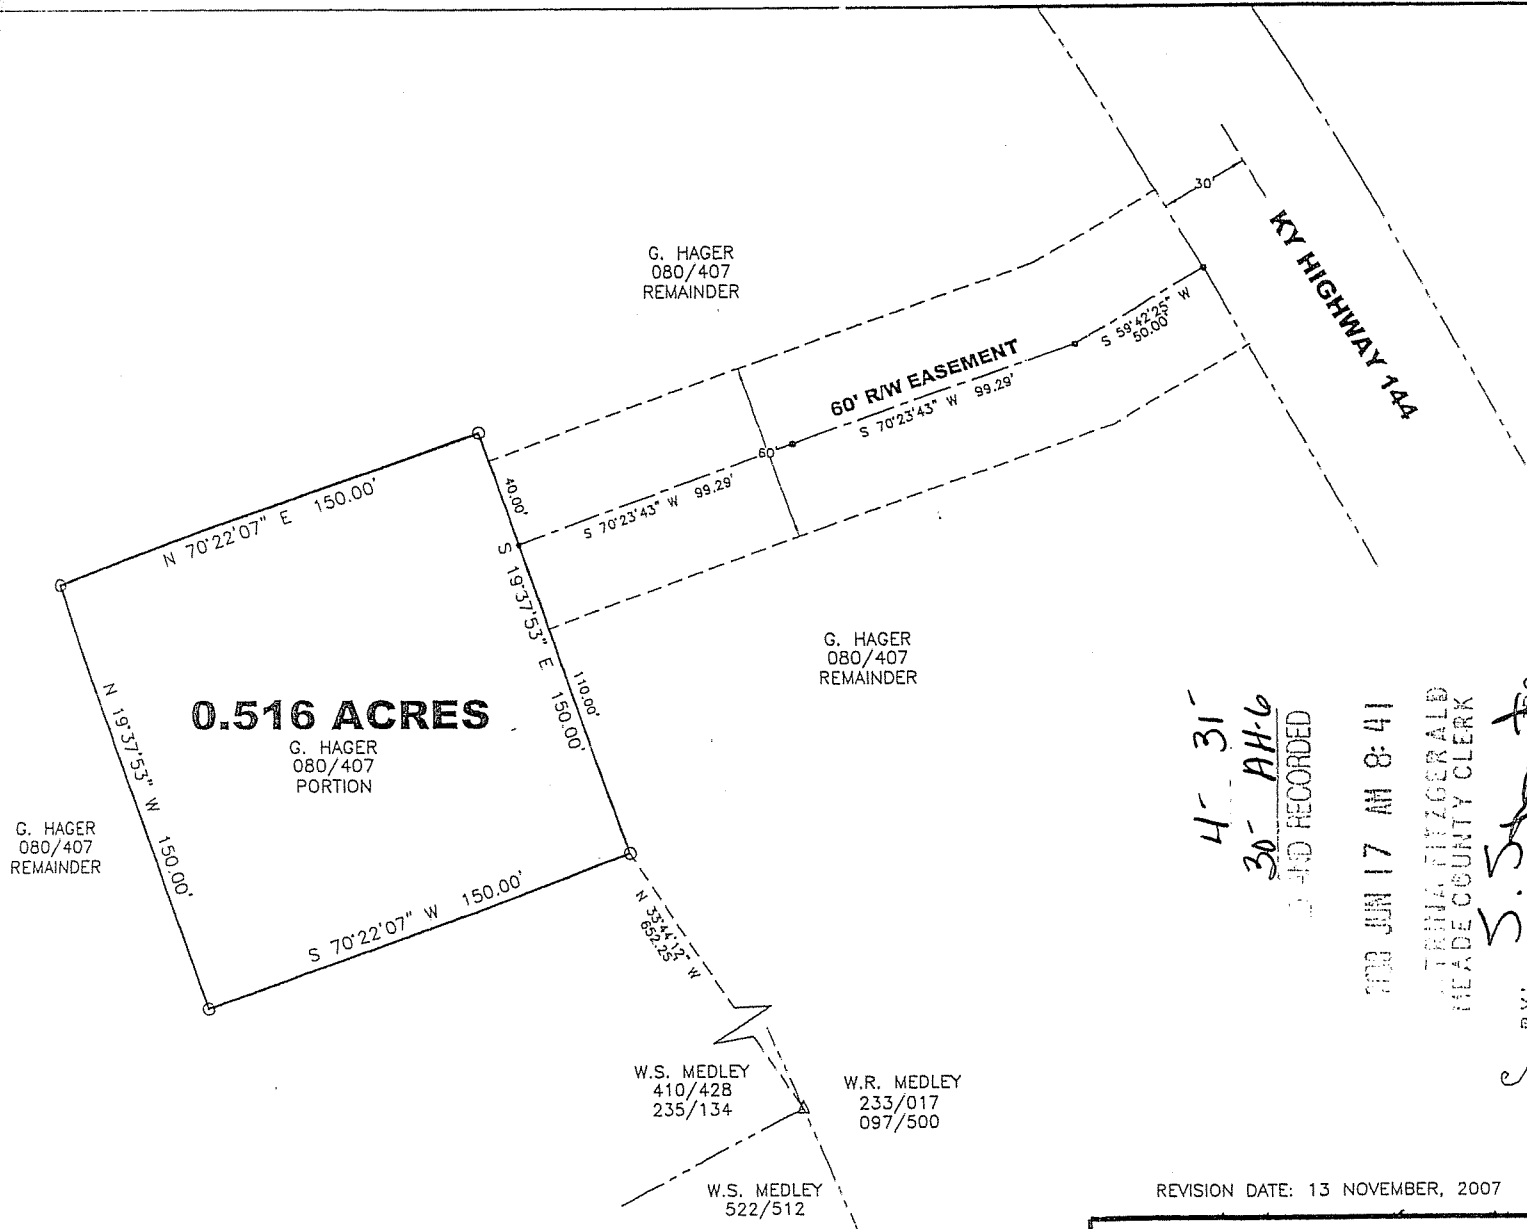 30'
KY HIGHWAY 144
G. HAGER
080/407
REMAINDER
S 59°42'25" W
50.00'
60' R/W EASEMENT
S 70°23'43" W 99.29'
60'
S 70°23'43" W 99.29'
40.00'
N 70°22'07" E 150.00'
S 19°37'53" E 150.00'
110.00'
G. HAGER
080/407
REMAINDER
N 19°37'53" W 150.00'
0.516 ACRES
G. HAGER
080/407
PORTION
G. HAGER
080/407
REMAINDER
S 70°22'07" W 150.00'
N 33°44'12" W
652.25'
W.S. MEDLEY
410/428
235/134
W.R. MEDLEY
233/017
097/500
W.S. MEDLEY
522/512
4- 31-
30- AH-6
AND RECORDED
JUN 17 AM 8:41
TRINA FITZGERALD
MEADE COUNTY CLERK
BY:
REVISION DATE: 13 NOVEMBER, 2007